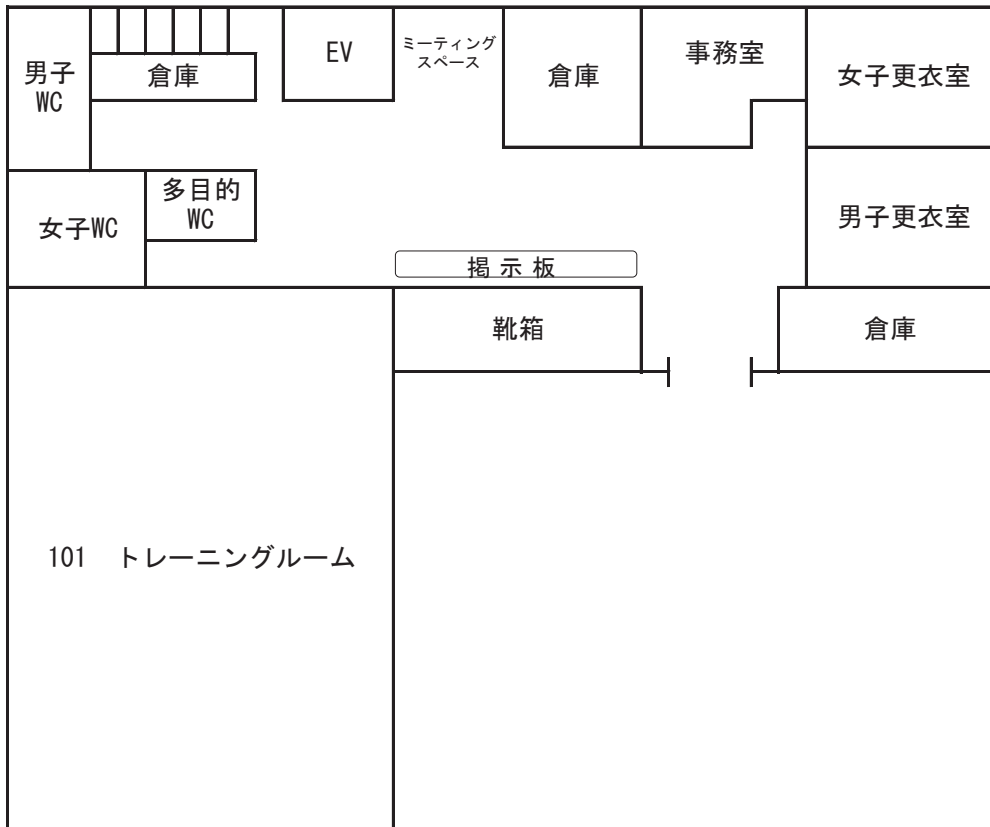 男子
WC
倉庫
EV
ミーティング
スペース
倉庫
事務室
女子更衣室
女子WC
多目的
WC
男子更衣室
掲示板
靴箱
倉庫
101 トレーニングルーム